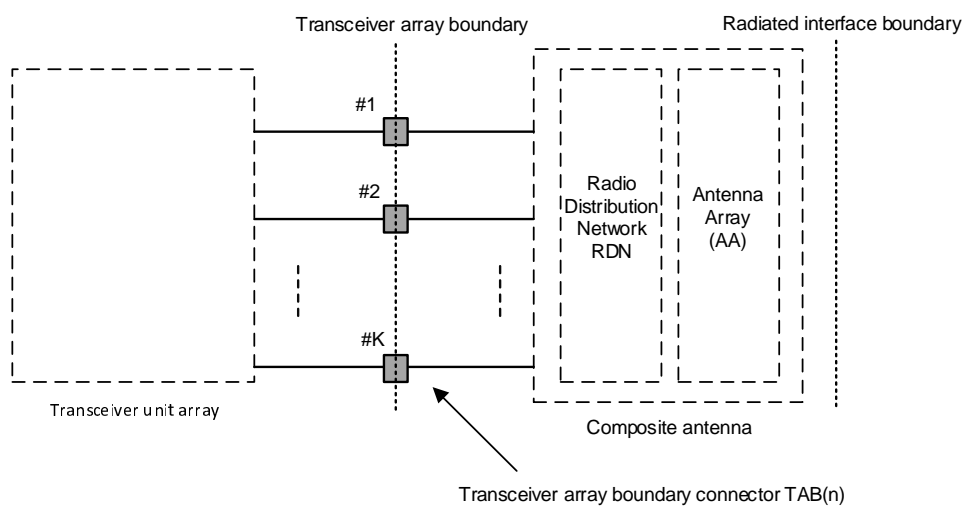 Transceiver array boundary
Radiated interface boundary
#1
#2
#K
Radio
Distribution
Network
RDN
Antenna
Array
(AA)
Transceiver unit array
Composite antenna
Transceiver array boundary connector TAB(n)